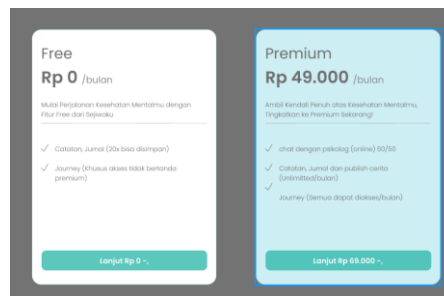 Free
Rp 0 /bulan
Mulai Perjalanan Kesehatan Mentalmu dengan
Fitur Free dari Sejiwaku
Catatan, Jurnal (20x bisa disimpan)
Journey (Khusus akses tidak bertanda
premium)
Lanjut Rp 0 -,
Premium
Rp 49.000 /bulan
Ambil Kendali Penuh atas Kesehatan Mentalmu,
Tingkatkan ke Premium Sekarang!
chat dengan psikolog (online) 50/50
Catatan, Jurnal dan publish cerita
(Unlimitted/bulan)
Journey (Semua dapat diakses/bulan)
Lanjut Rp 69.000 -,